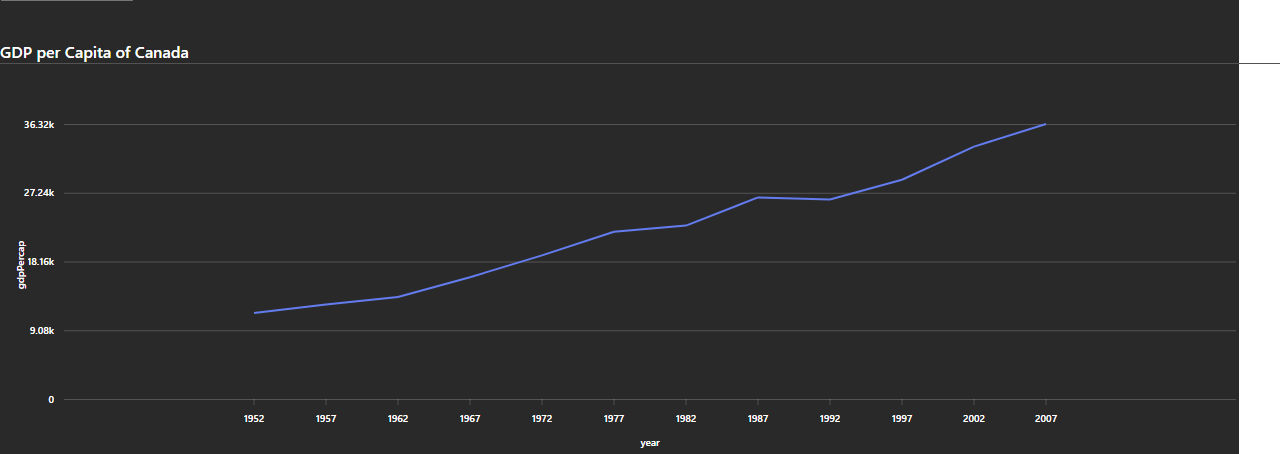 GDP per Capita of Canada
36.32k
27.24k
18.16k
9.08k
0
gdpPercap
1952 1957 1962 1967 1972 1977 1982 1987 1992 1997 2002 2007
year